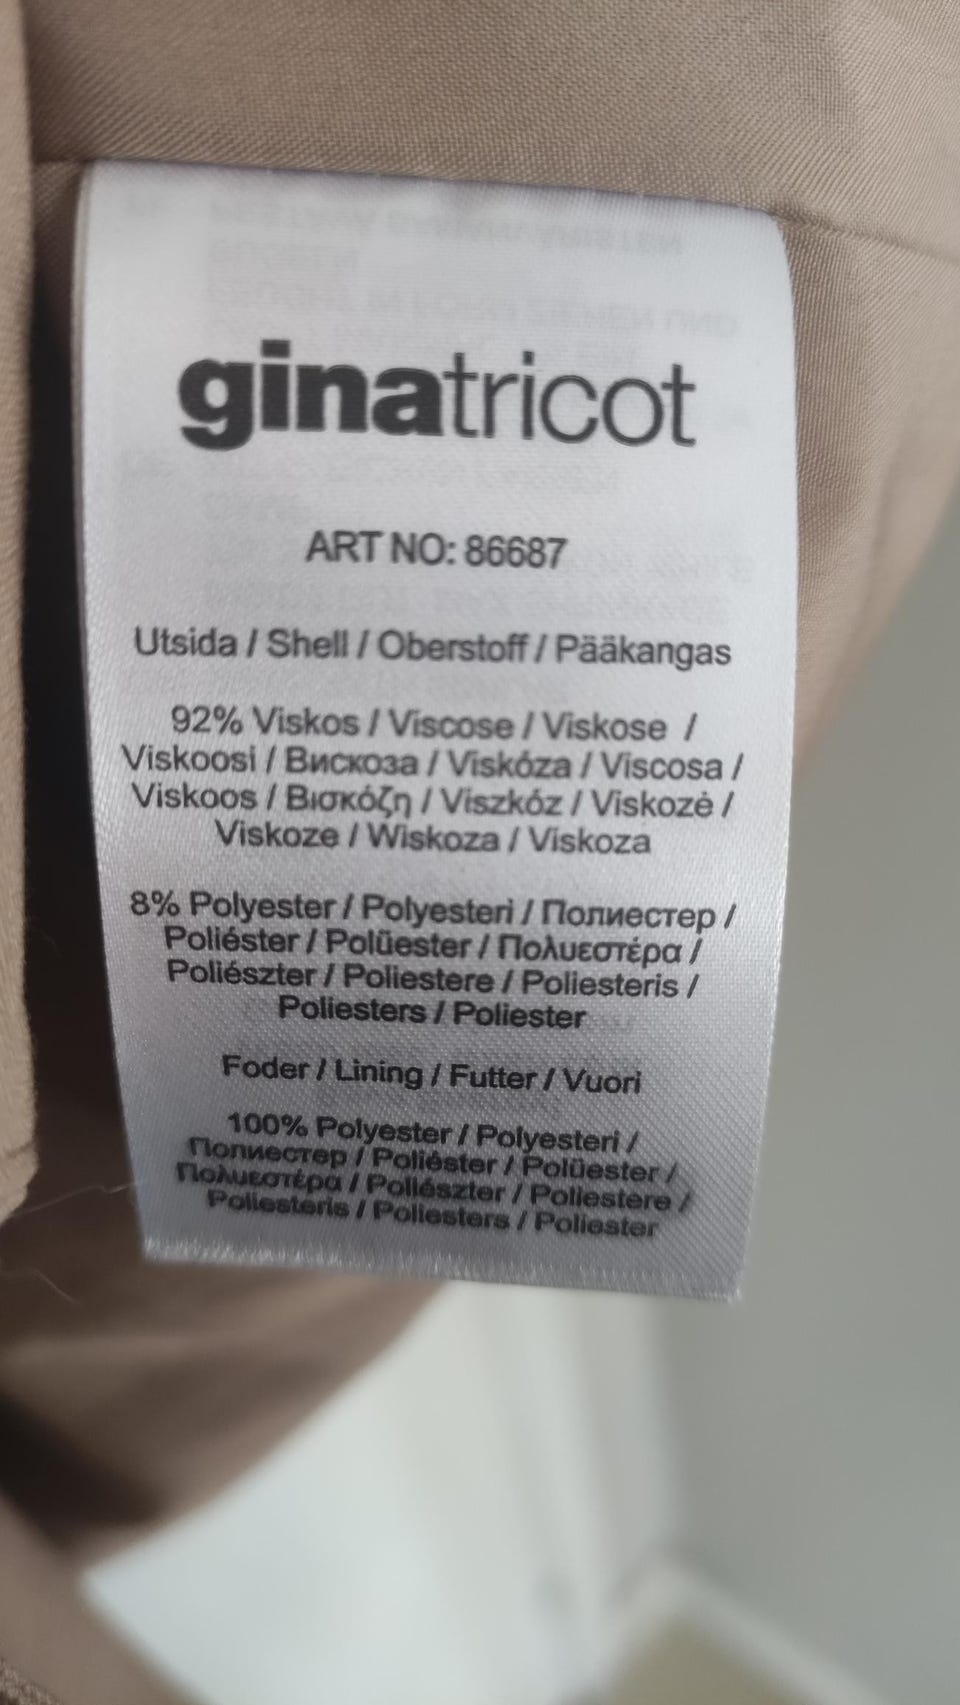 ginatricot
ART NO: 86687
Utsida / Shell / Oberstoff / Pääkangas
92% Viskos / Viscose / Viskose /
Viskoosi / Вискоза / Viskóza / Viscosa /
Viskoos / Βισκόζη / Viszkóz / Viskozė /
Viskoze / Wiskoza / Viskoza
8% Polyester / Polyesteri / Полиестер /
Poliéster / Polüester / Πολυεστέρα /
Poliészter / Poliestere / Poliesteris /
Poliesters / Poliester
Foder / Lining / Futter / Vuori
100% Polyester / Polyesteri /
Полиестер / Poliéster / Polüester /
Πολυεστέρα / Poliészter / Poliestere /
Poliesteris / Poliesters / Poliester